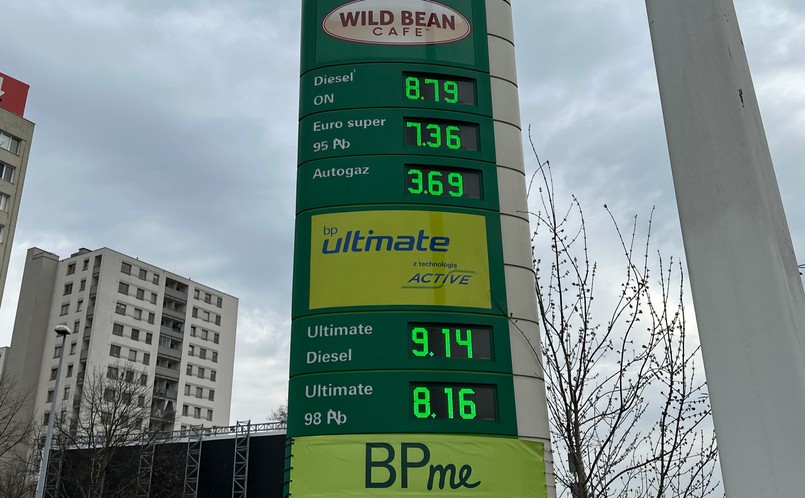 WILD BEAN
CAFE™
Diesel 8.79
ON
Euro super 7.36
95 Pb
Autogaz 3.69
bp
ultimate
z technologią
ACTIVE
Ultimate 9.14
Diesel
Ultimate 8.16
98 Pb
BPme